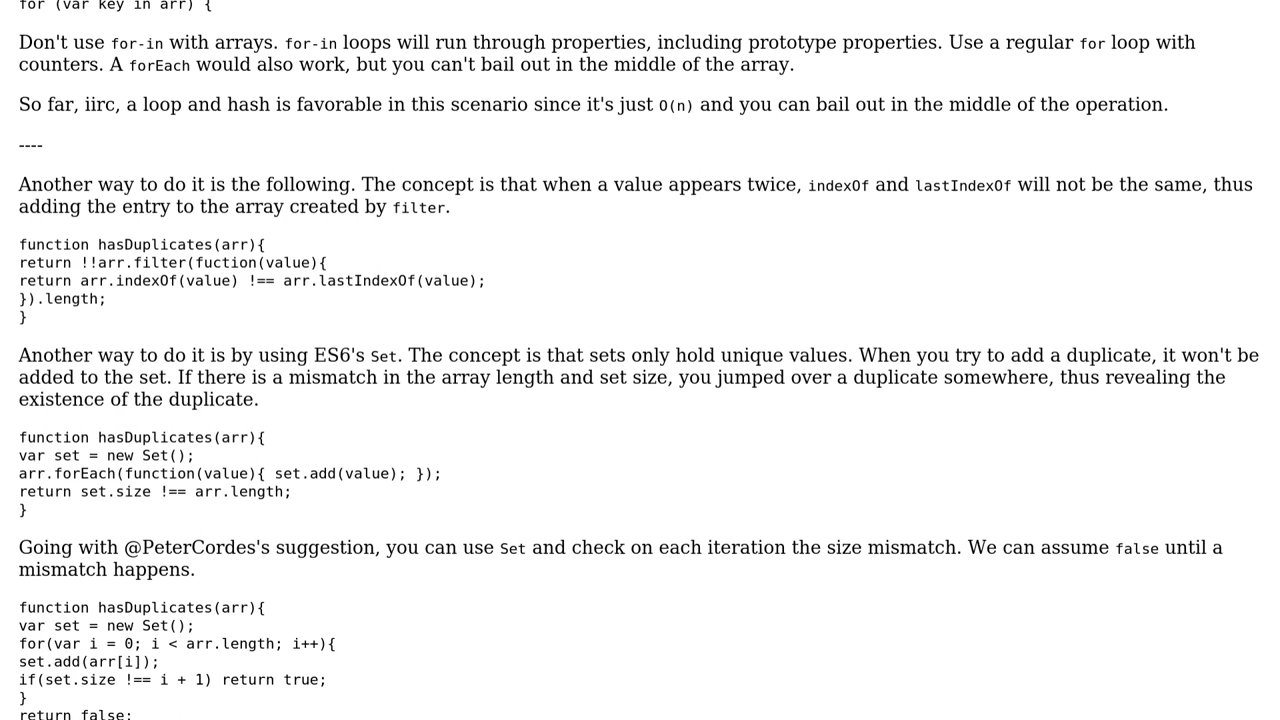 for (var key in arr) {
Don't use for-in with arrays. for-in loops will run through properties, including prototype properties. Use a regular for loop with
counters. A forEach would also work, but you can't bail out in the middle of the array.
So far, iirc, a loop and hash is favorable in this scenario since it's just O(n) and you can bail out in the middle of the operation.
----
Another way to do it is the following. The concept is that when a value appears twice, indexOf and lastIndexOf will not be the same, thus
adding the entry to the array created by filter.
function hasDuplicates(arr){
return !!arr.filter(fuction(value){
return arr.indexOf(value) !== arr.lastIndexOf(value);
}).length;
}
Another way to do it is by using ES6's Set. The concept is that sets only hold unique values. When you try to add a duplicate, it won't be
added to the set. If there is a mismatch in the array length and set size, you jumped over a duplicate somewhere, thus revealing the
existence of the duplicate.
function hasDuplicates(arr){
var set = new Set();
arr.forEach(function(value){ set.add(value); });
return set.size !== arr.length;
}
Going with @PeterCordes's suggestion, you can use Set and check on each iteration the size mismatch. We can assume false until a
mismatch happens.
function hasDuplicates(arr){
var set = new Set();
for(var i = 0; i < arr.length; i++){
set.add(arr[i]);
if(set.size !== i + 1) return true;
}
return false;